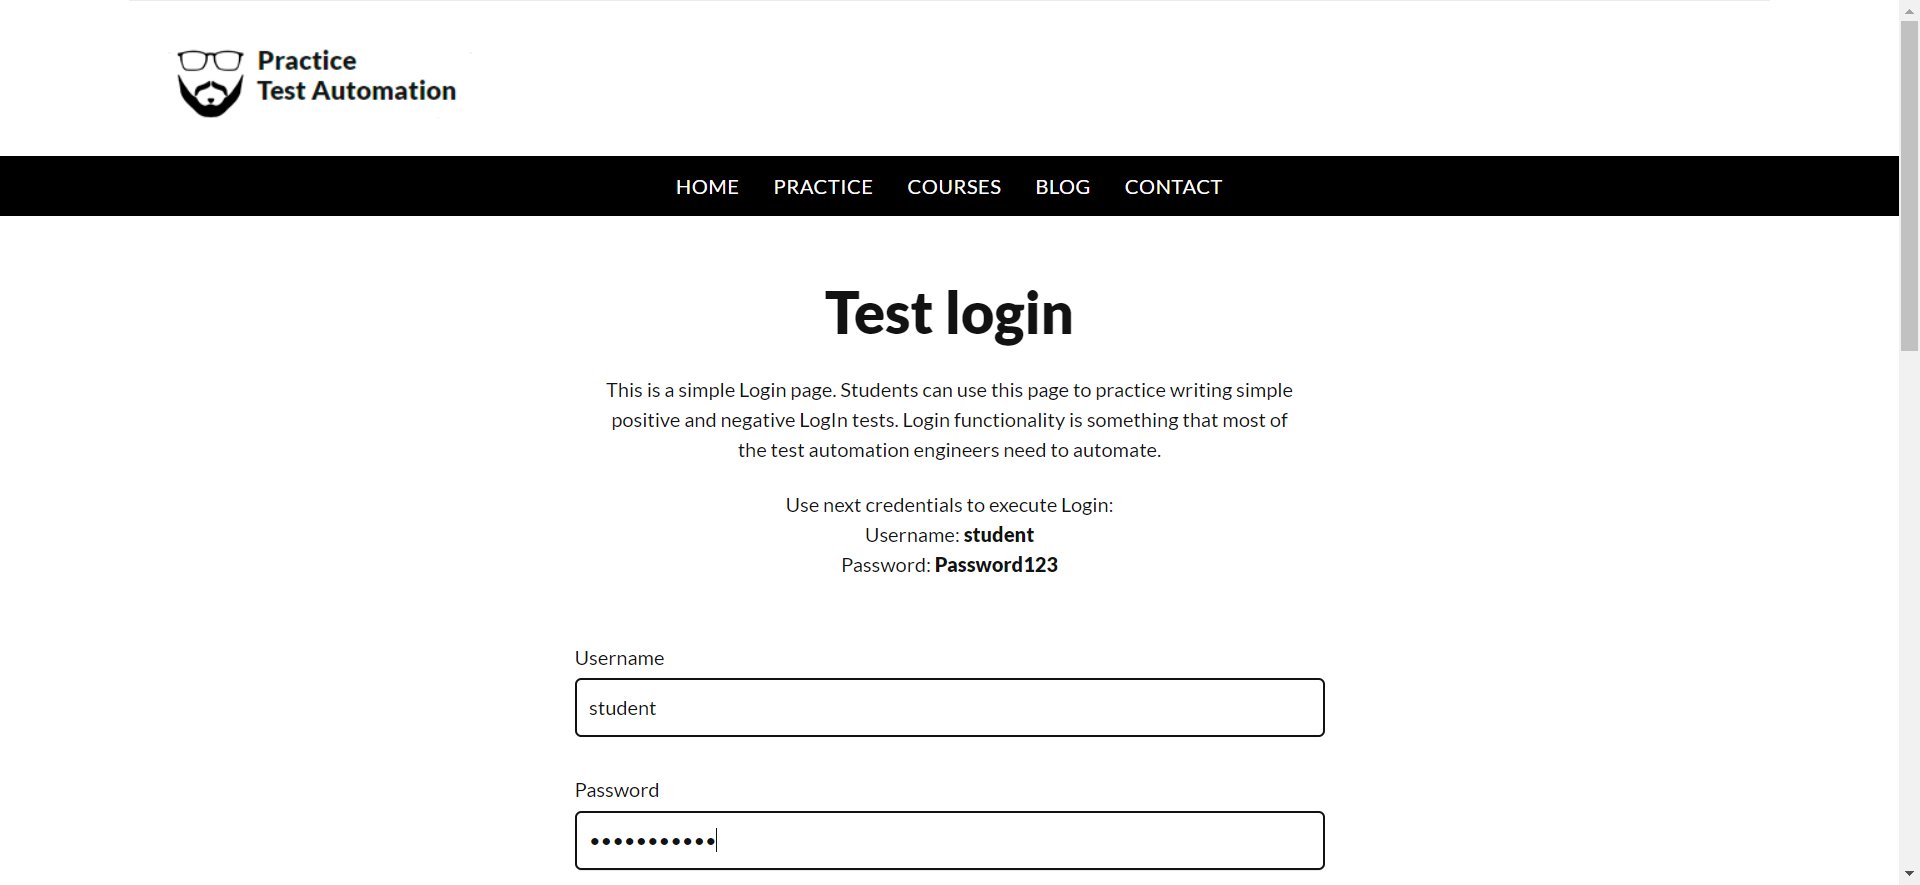 Practice
Test Automation
HOME PRACTICE COURSES BLOG CONTACT
Test login
This is a simple Login page. Students can use this page to practice writing simple
positive and negative LogIn tests. Login functionality is something that most of
the test automation engineers need to automate.
Use next credentials to execute Login:
Username: student
Password: Password123
Username
student
Password
•••••••••••